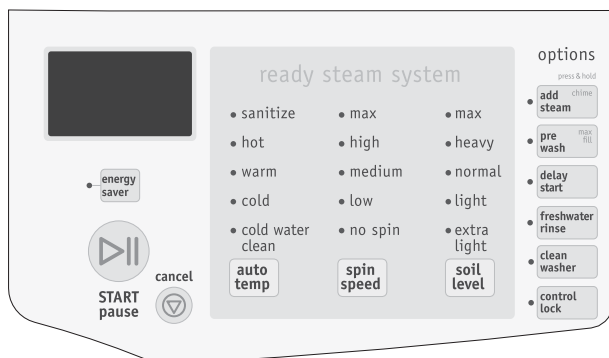 options
press & hold
ready steam system
add steam chime
pre wash max fill
delay start
freshwater rinse
clean washer
control lock
• sanitize
• hot
• warm
• cold
• cold water
clean
auto
temp
• max
• high
• medium
• low
• no spin
spin
speed
• max
• heavy
• normal
• light
• extra
light
soil
level
energy
saver
START
pause
cancel